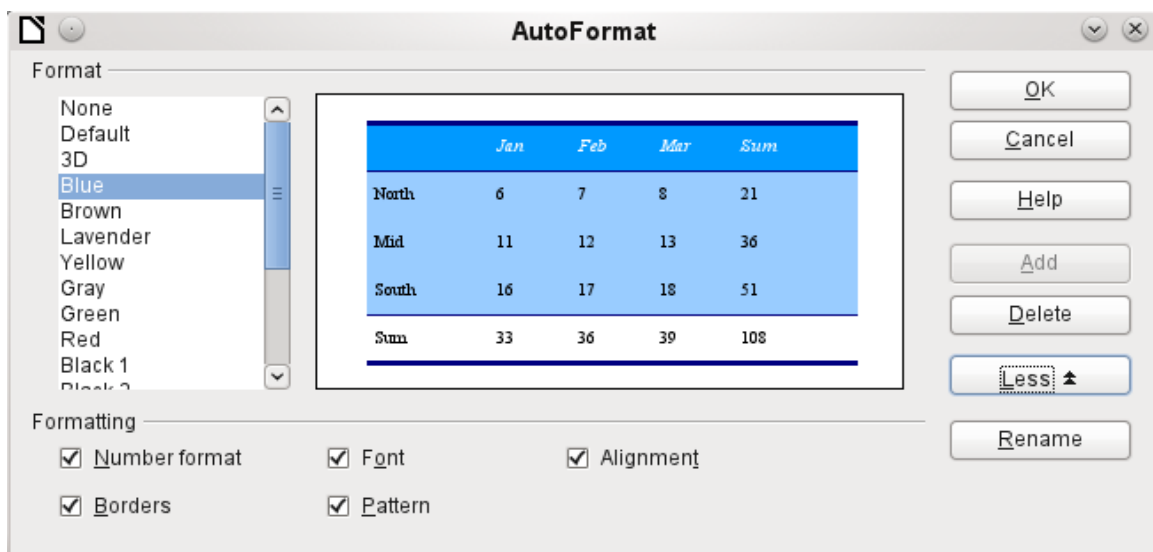 AutoFormat
Format
None
Default
3D
Blue
Brown
Lavender
Yellow
Gray
Green
Red
Black 1
Jan Feb Mar Sum
North 6 7 8 21
Mid 11 12 13 36
South 16 17 18 51
Sum 33 36 39 108
OK
Cancel
Help
Add
Delete
Less
Rename
Formatting
Number format Font Alignment
Borders Pattern